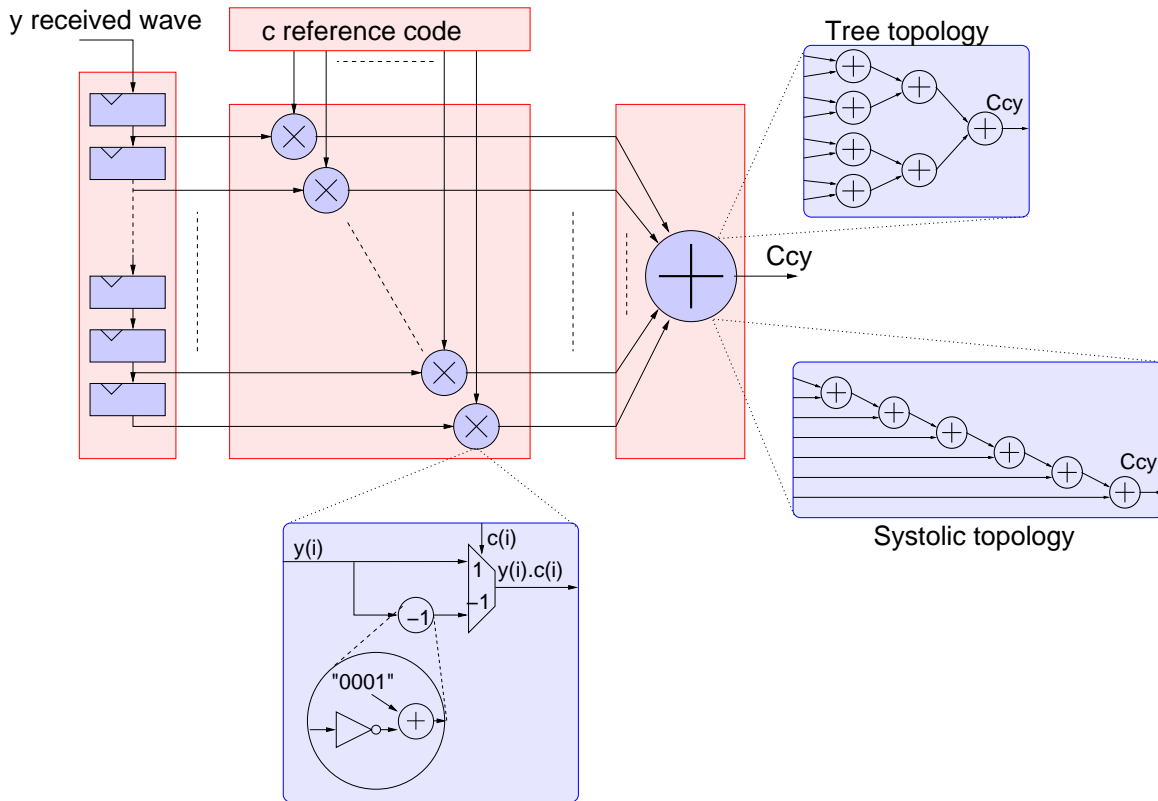 y received wave
c reference code
Tree topology
Ccy
Ccy
Ccy
Systolic topology
c(i)
y(i)
1
y(i).c(i)
−1
−1
"0001"